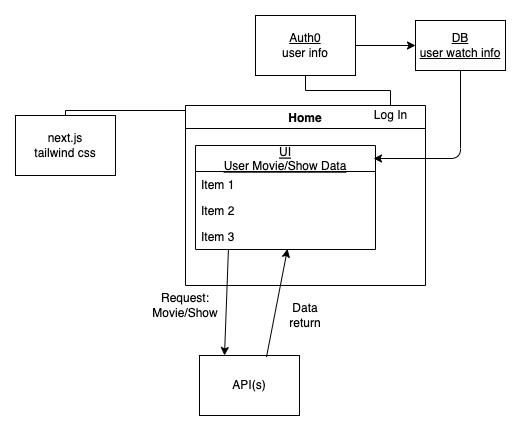 Auth0
user info
DB
user watch info
Log In
Home
next.js
tailwind css
UI
User Movie/Show Data
Item 1
Item 2
Item 3
Request:
Movie/Show
Data
return
API(s)